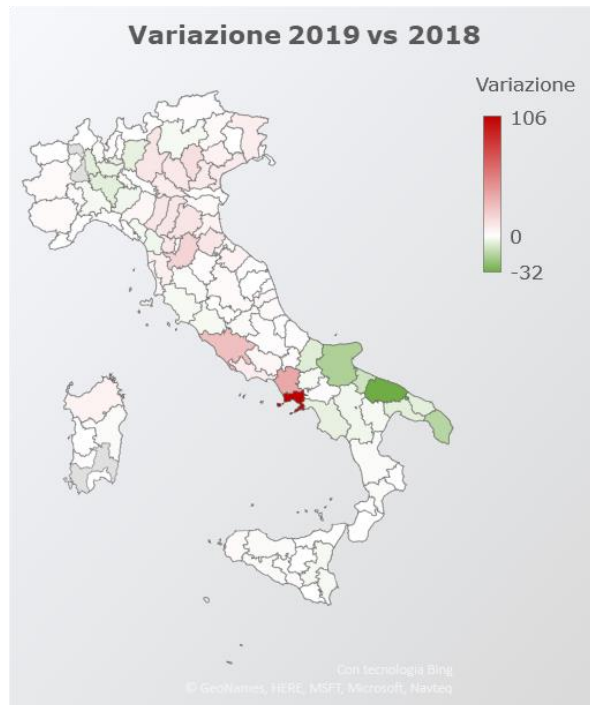 Variazione 2019 vs 2018
Variazione
106
0
-32
Con tecnologia Bing
© GeoNames, HERE, MSFT, Microsoft, Navteq